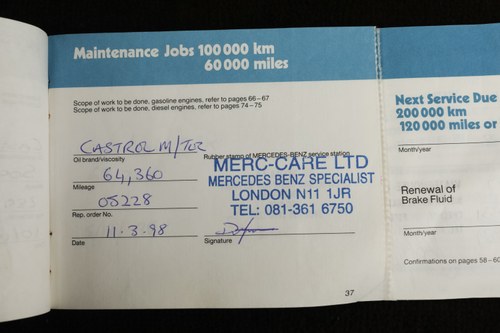 Maintenance Jobs 100 000 km
60 000 miles
Scope of work to be done, gasoline engines, refer to pages 66–67
Scope of work to be done, diesel engines, refer to pages 74–75
CASTROL M/TOR
Oil brand/viscosity
Rubber stamp of MERCEDES-BENZ service station
64,360
Mileage
05228
Rep. order No.
11.3.98
Date
MERC-CARE LTD
MERCEDES BENZ SPECIALIST
LONDON N11 1JR
TEL: 081-361 6750
Signature
37
Next Service Due
200 000 km
120 000 miles or
Month/year
Renewal of
Brake Fluid
Month/year
Confirmations on pages 58–60